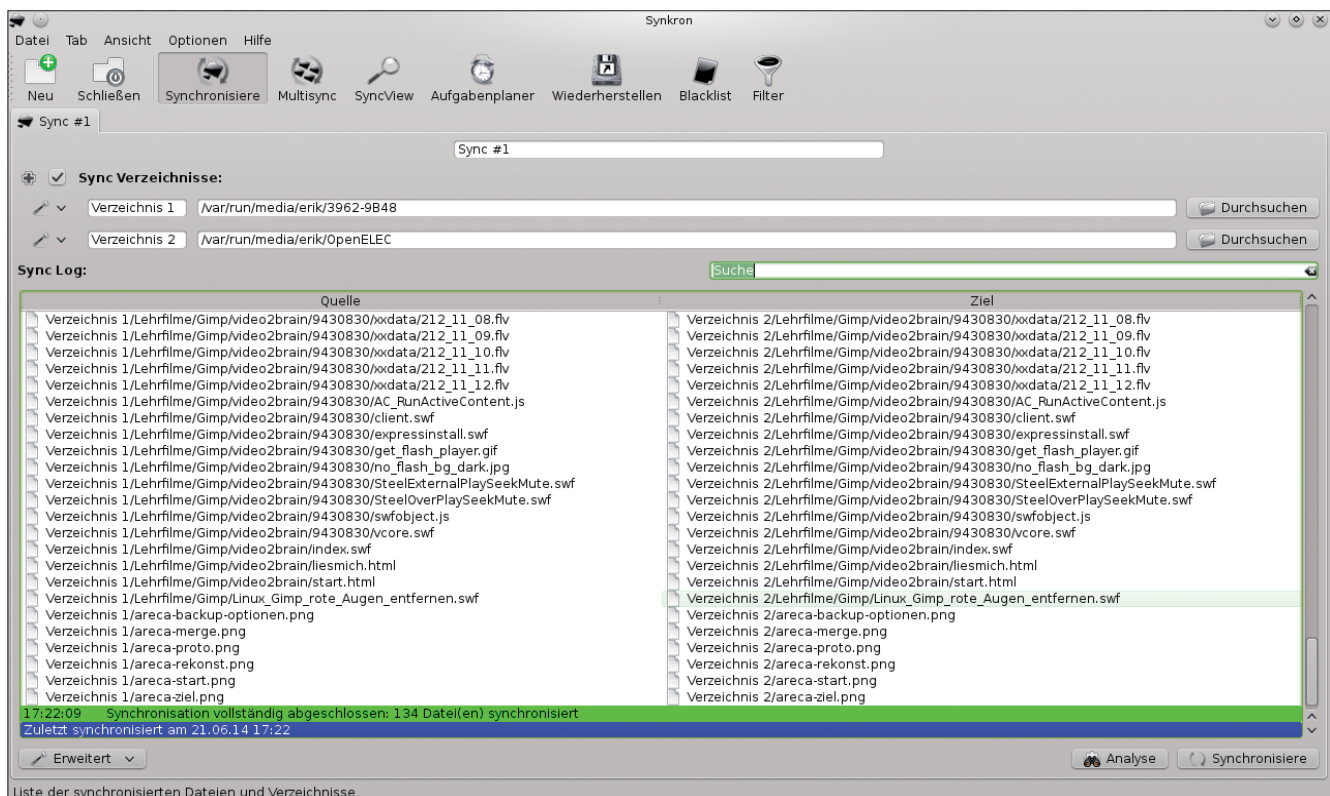 Synkron
Datei Tab Ansicht Optionen Hilfe
Neu Schließen Synchronisiere Multisync SyncView Aufgabenplaner Wiederherstellen Blacklist Filter
Sync #1
Sync #1
Sync Verzeichnisse:
Verzeichnis 1 /var/run/media/erik/3962-9B48 Durchsuchen
Verzeichnis 2 /var/run/media/erik/OpenELEC Durchsuchen
Sync Log: Suche
Quelle Ziel
Verzeichnis 1/Lehrfilme/Gimp/video2brain/9430830/xxdata/212_11_08.flv Verzeichnis 2/Lehrfilme/Gimp/video2brain/9430830/xxdata/212_11_08.flv
Verzeichnis 1/Lehrfilme/Gimp/video2brain/9430830/xxdata/212_11_09.flv Verzeichnis 2/Lehrfilme/Gimp/video2brain/9430830/xxdata/212_11_09.flv
Verzeichnis 1/Lehrfilme/Gimp/video2brain/9430830/xxdata/212_11_10.flv Verzeichnis 2/Lehrfilme/Gimp/video2brain/9430830/xxdata/212_11_10.flv
Verzeichnis 1/Lehrfilme/Gimp/video2brain/9430830/xxdata/212_11_11.flv Verzeichnis 2/Lehrfilme/Gimp/video2brain/9430830/xxdata/212_11_11.flv
Verzeichnis 1/Lehrfilme/Gimp/video2brain/9430830/xxdata/212_11_12.flv Verzeichnis 2/Lehrfilme/Gimp/video2brain/9430830/xxdata/212_11_12.flv
Verzeichnis 1/Lehrfilme/Gimp/video2brain/9430830/AC_RunActiveContent.js Verzeichnis 2/Lehrfilme/Gimp/video2brain/9430830/AC_RunActiveContent.js
Verzeichnis 1/Lehrfilme/Gimp/video2brain/9430830/client.swf Verzeichnis 2/Lehrfilme/Gimp/video2brain/9430830/client.swf
Verzeichnis 1/Lehrfilme/Gimp/video2brain/9430830/expressinstall.swf Verzeichnis 2/Lehrfilme/Gimp/video2brain/9430830/expressinstall.swf
Verzeichnis 1/Lehrfilme/Gimp/video2brain/9430830/get_flash_player.gif Verzeichnis 2/Lehrfilme/Gimp/video2brain/9430830/get_flash_player.gif
Verzeichnis 1/Lehrfilme/Gimp/video2brain/9430830/no_flash_bg_dark.jpg Verzeichnis 2/Lehrfilme/Gimp/video2brain/9430830/no_flash_bg_dark.jpg
Verzeichnis 1/Lehrfilme/Gimp/video2brain/9430830/SteelExternalPlaySeekMute.swf Verzeichnis 2/Lehrfilme/Gimp/video2brain/9430830/SteelExternalPlaySeekMute.swf
Verzeichnis 1/Lehrfilme/Gimp/video2brain/9430830/SteelOverPlaySeekMute.swf Verzeichnis 2/Lehrfilme/Gimp/video2brain/9430830/SteelOverPlaySeekMute.swf
Verzeichnis 1/Lehrfilme/Gimp/video2brain/9430830/swfobject.js Verzeichnis 2/Lehrfilme/Gimp/video2brain/9430830/swfobject.js
Verzeichnis 1/Lehrfilme/Gimp/video2brain/9430830/vcore.swf Verzeichnis 2/Lehrfilme/Gimp/video2brain/9430830/vcore.swf
Verzeichnis 1/Lehrfilme/Gimp/video2brain/index.swf Verzeichnis 2/Lehrfilme/Gimp/video2brain/index.swf
Verzeichnis 1/Lehrfilme/Gimp/video2brain/liesmich.html Verzeichnis 2/Lehrfilme/Gimp/video2brain/liesmich.html
Verzeichnis 1/Lehrfilme/Gimp/video2brain/start.html Verzeichnis 2/Lehrfilme/Gimp/video2brain/start.html
Verzeichnis 1/Lehrfilme/Gimp/Linux_Gimp_rote_Augen_entfernen.swf Verzeichnis 2/Lehrfilme/Gimp/Linux_Gimp_rote_Augen_entfernen.swf
Verzeichnis 1/areca-backup-optionen.png Verzeichnis 2/areca-backup-optionen.png
Verzeichnis 1/areca-merge.png Verzeichnis 2/areca-merge.png
Verzeichnis 1/areca-proto.png Verzeichnis 2/areca-proto.png
Verzeichnis 1/areca-rekonst.png Verzeichnis 2/areca-rekonst.png
Verzeichnis 1/areca-start.png Verzeichnis 2/areca-start.png
Verzeichnis 1/areca-ziel.png Verzeichnis 2/areca-ziel.png
17:22:09 Synchronisation vollständig abgeschlossen: 134 Datei(en) synchronisiert
Zuletzt synchronisiert am 21.06.14 17:22
Erweitert Analyse Synchronisiere
Liste der synchronisierten Dateien und Verzeichnisse